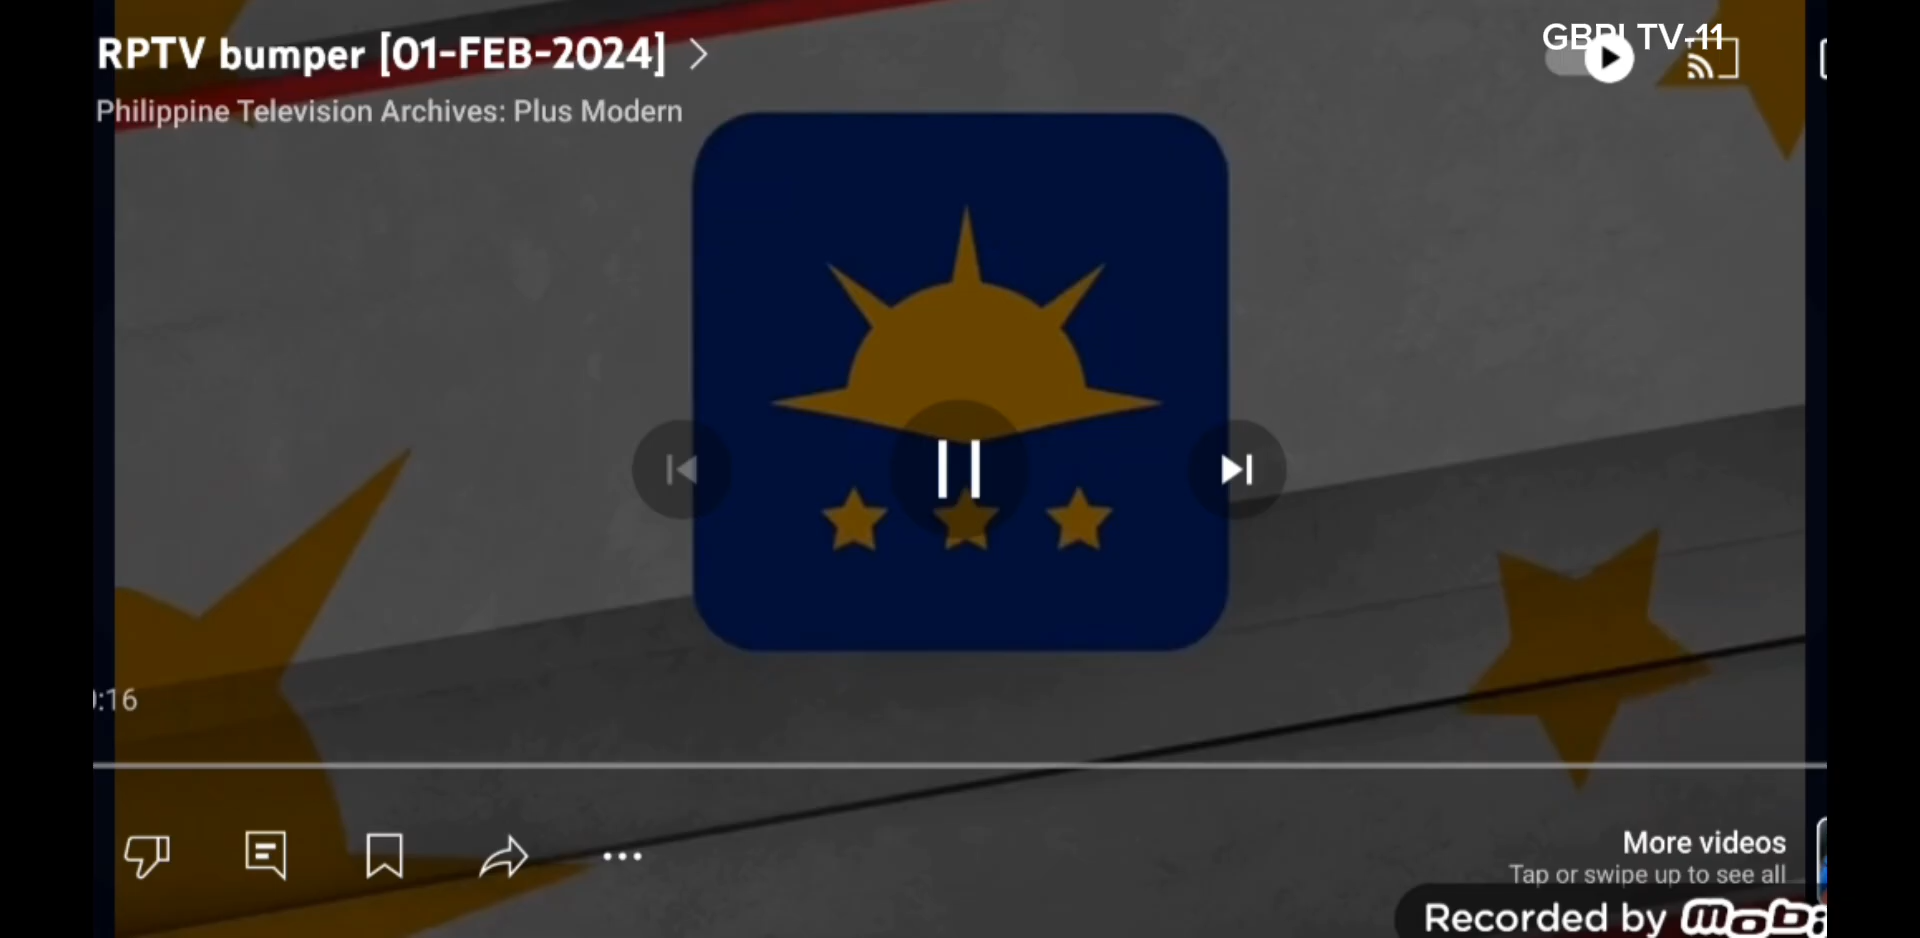 RPTV bumper [01-FEB-2024]
GBPI TV-11
Philippine Television Archives: Plus Modern
:16
More videos
Tap or swipe up to see all
Recorded by